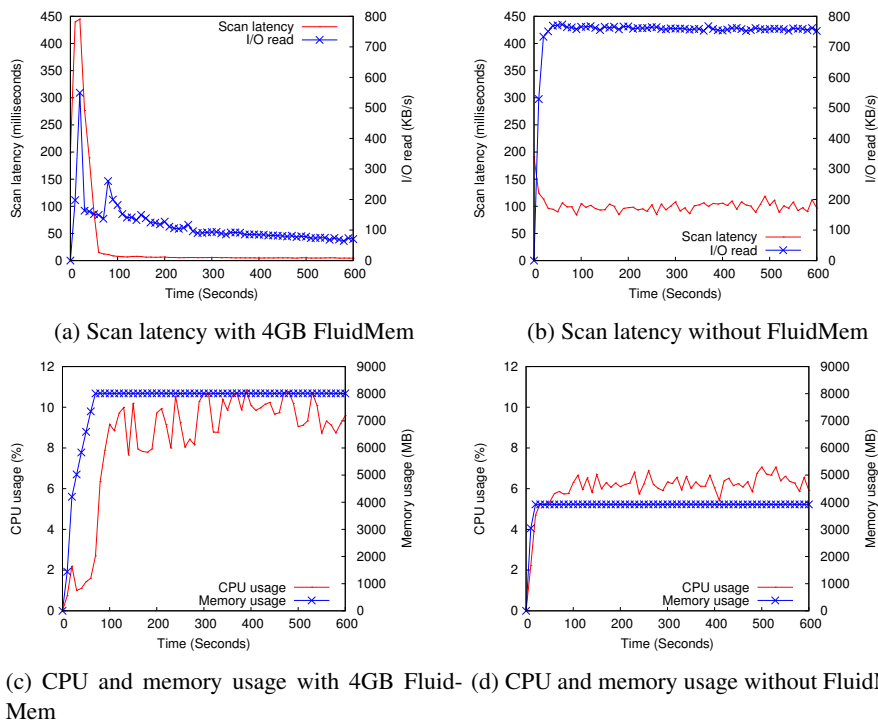 450
400
350
300
250
200
150
100
50
0
Scan latency (milliseconds)
Scan latency
I/O read
800
700
600
500
400
300
200
100
0
I/O read (KB/s)
0 100 200 300 400 500 600
Time (Seconds)
(a) Scan latency with 4GB FluidMem
450
400
350
300
250
200
150
100
50
0
Scan latency (milliseconds)
Scan latency
I/O read
800
700
600
500
400
300
200
100
0
I/O read (KB/s)
0 100 200 300 400 500 600
Time (Seconds)
(b) Scan latency without FluidMem
12
10
8
6
4
2
0
CPU usage (%)
CPU usage
Memory usage
9000
8000
7000
6000
5000
4000
3000
2000
1000
0
Memory usage (MB)
0 100 200 300 400 500 600
Time (Seconds)
(c) CPU and memory usage with 4GB Fluid-
Mem
12
10
8
6
4
2
0
CPU usage (%)
CPU usage
Memory usage
9000
8000
7000
6000
5000
4000
3000
2000
1000
0
Memory usage (MB)
0 100 200 300 400 500 600
Time (Seconds)
(d) CPU and memory usage without